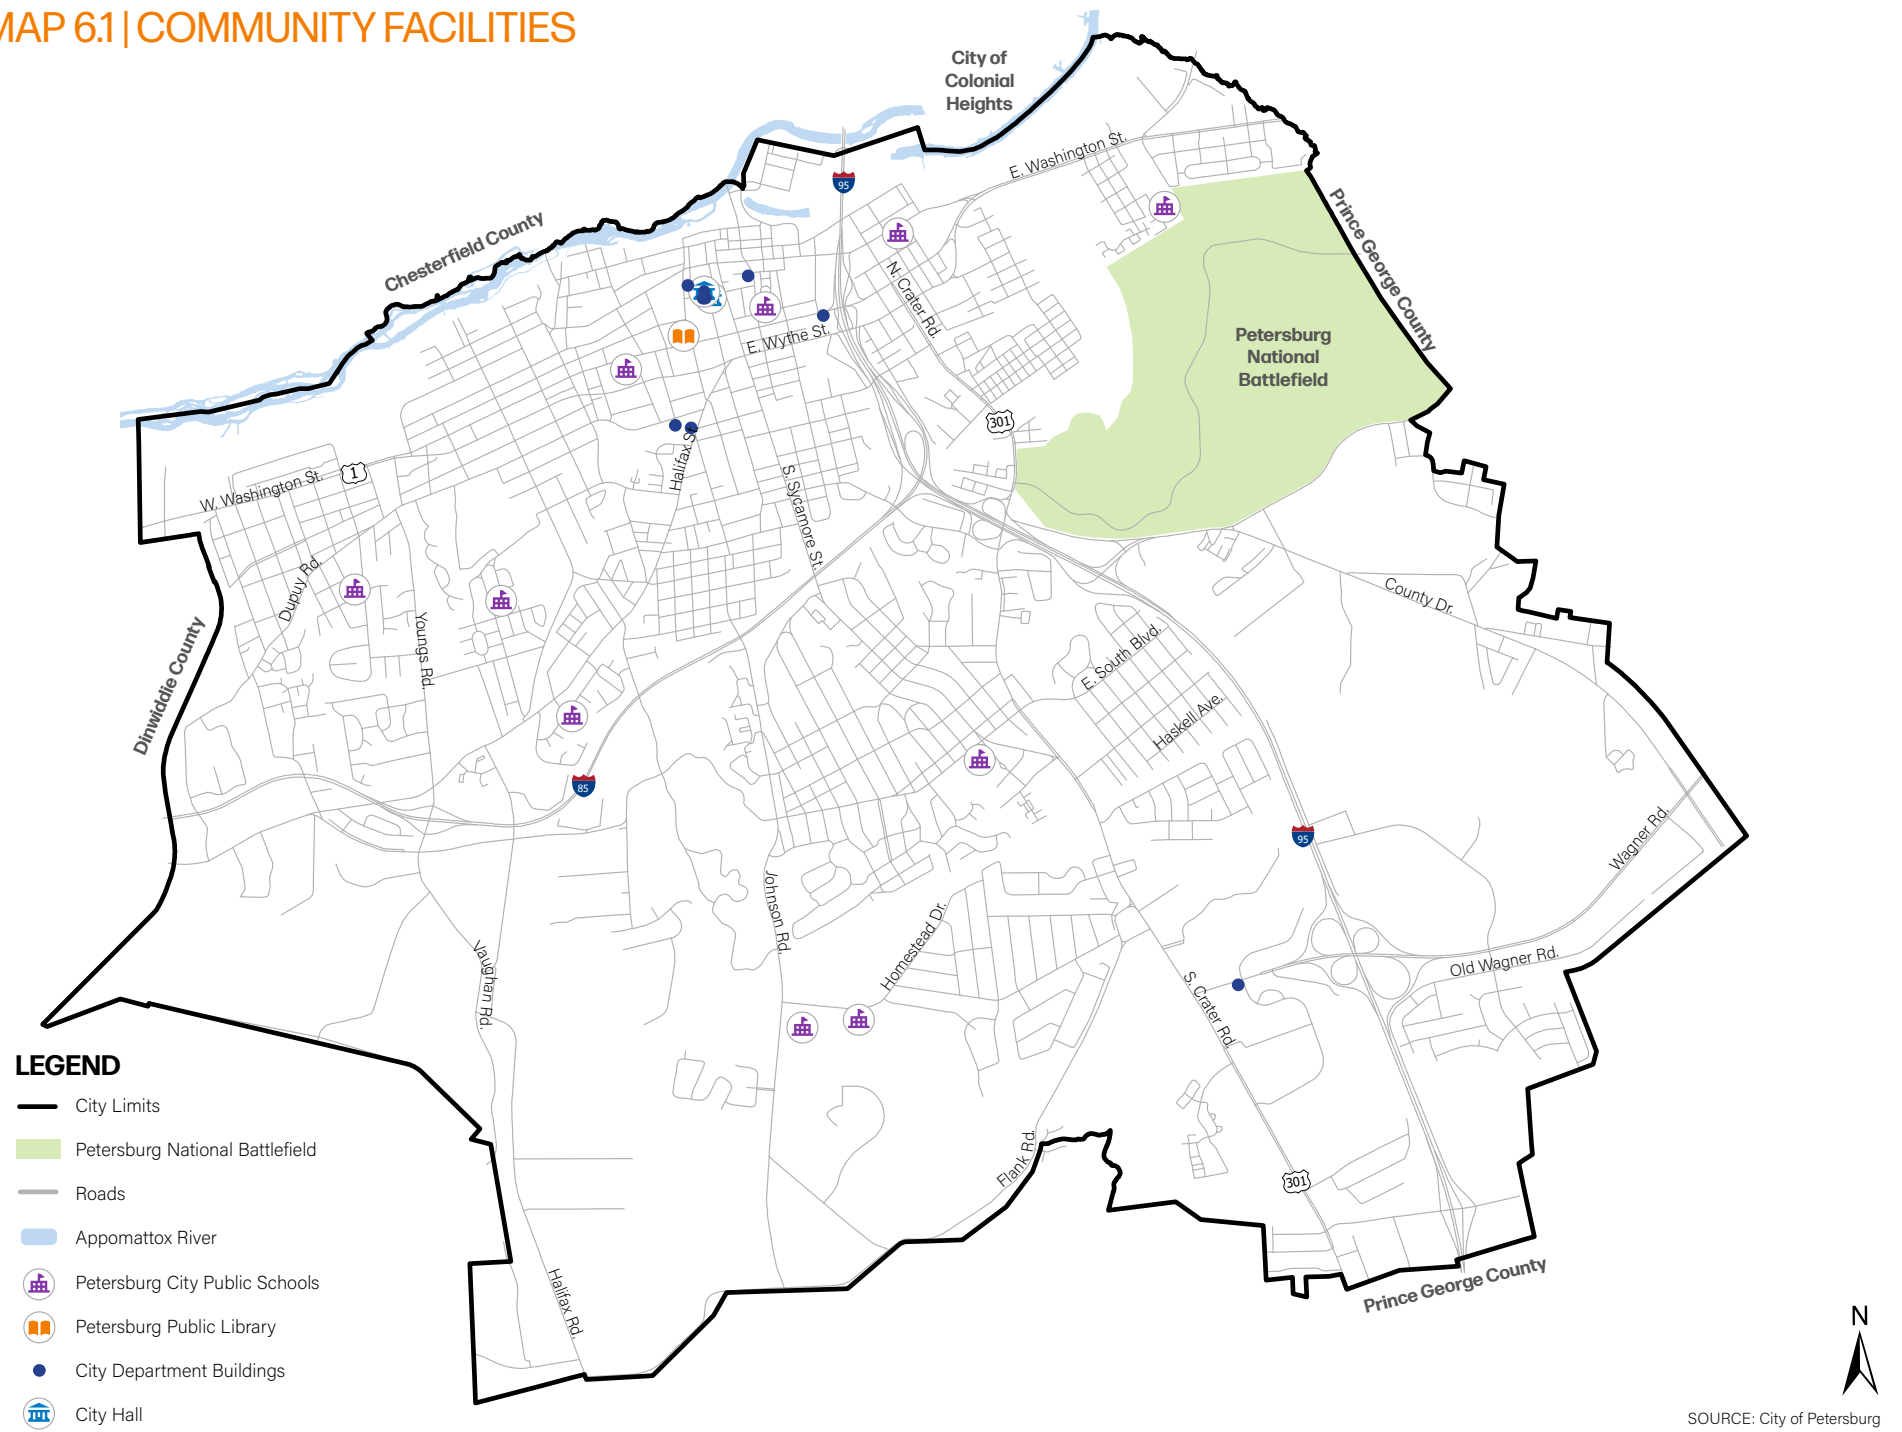 MAP 6.1 | COMMUNITY FACILITIES
City of
Colonial
Heights
E. Washington St.
95
Chesterfield County
Prince George County
N. Crater Rd.
E. Wythe St.
Petersburg
National
Battlefield
301
Halifax St.
1
W. Washington St.
S. Sycamore St.
Dupuy Rd.
County Dr.
Youngs Rd.
E. South Blvd.
Dinwiddie County
Haskell Ave.
85
95
Wagner Rd.
Johnson Rd.
Homestead Dr.
Vaughan Rd.
Old Wagner Rd.
S. Crater Rd.
Flank Rd.
301
Halifax Rd.
Prince George County
LEGEND
City Limits
Petersburg National Battlefield
Roads
Appomattox River
Petersburg City Public Schools
Petersburg Public Library
City Department Buildings
City Hall
N
SOURCE: City of Petersburg